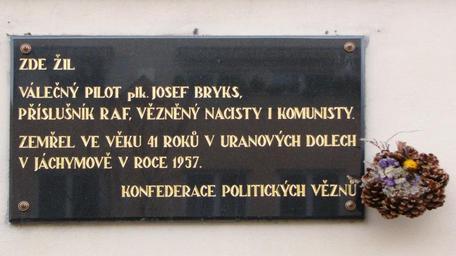 ZDE ŽIL
VÁLEČNÝ PILOT plk. JOSEF BRYKS,
PŘÍSLUŠNÍK RAF, VĚZNĚNÝ NACISTY I KOMUNISTY.
ZEMŘEL VE VĚKU 41 ROKŮ V URANOVÝCH DOLECH
V JÁCHYMOVĚ V ROCE 1957.
KONFEDERACE POLITICKÝCH VĚZNŮ